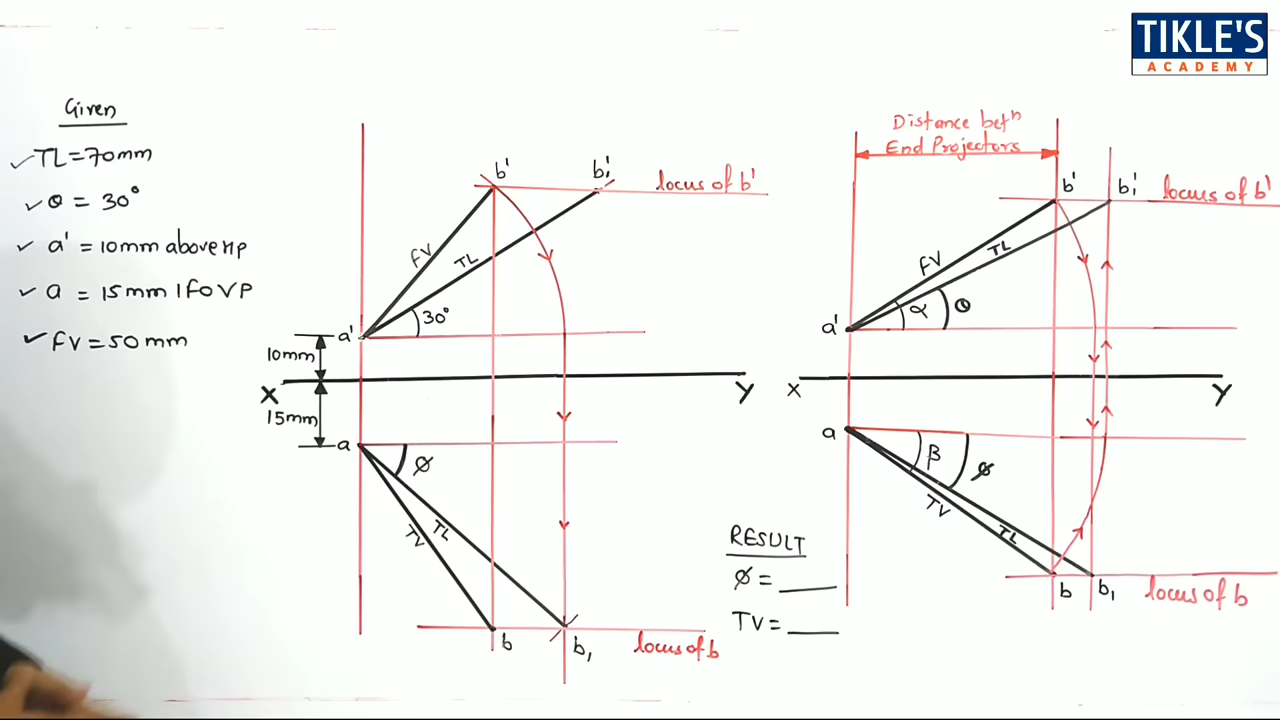 TIKLE'S
ACADEMY
Given
TL=70mm
θ = 30°
a' = 10mm above HP
a = 15mm IFO VP
FV=50mm
b'
b₁'
locus of b'
FV
TL
30°
a'
10mm
X
Y
15mm
a
φ
TV
TL
b
b₁
locus of b
Distance betⁿ
End Projectors
b'
b₁'
locus of b'
FV
TL
α
θ
a'
X
Y
a
β
φ
TV
TL
b
b₁
locus of b
RESULT
φ = ____
TV = ____